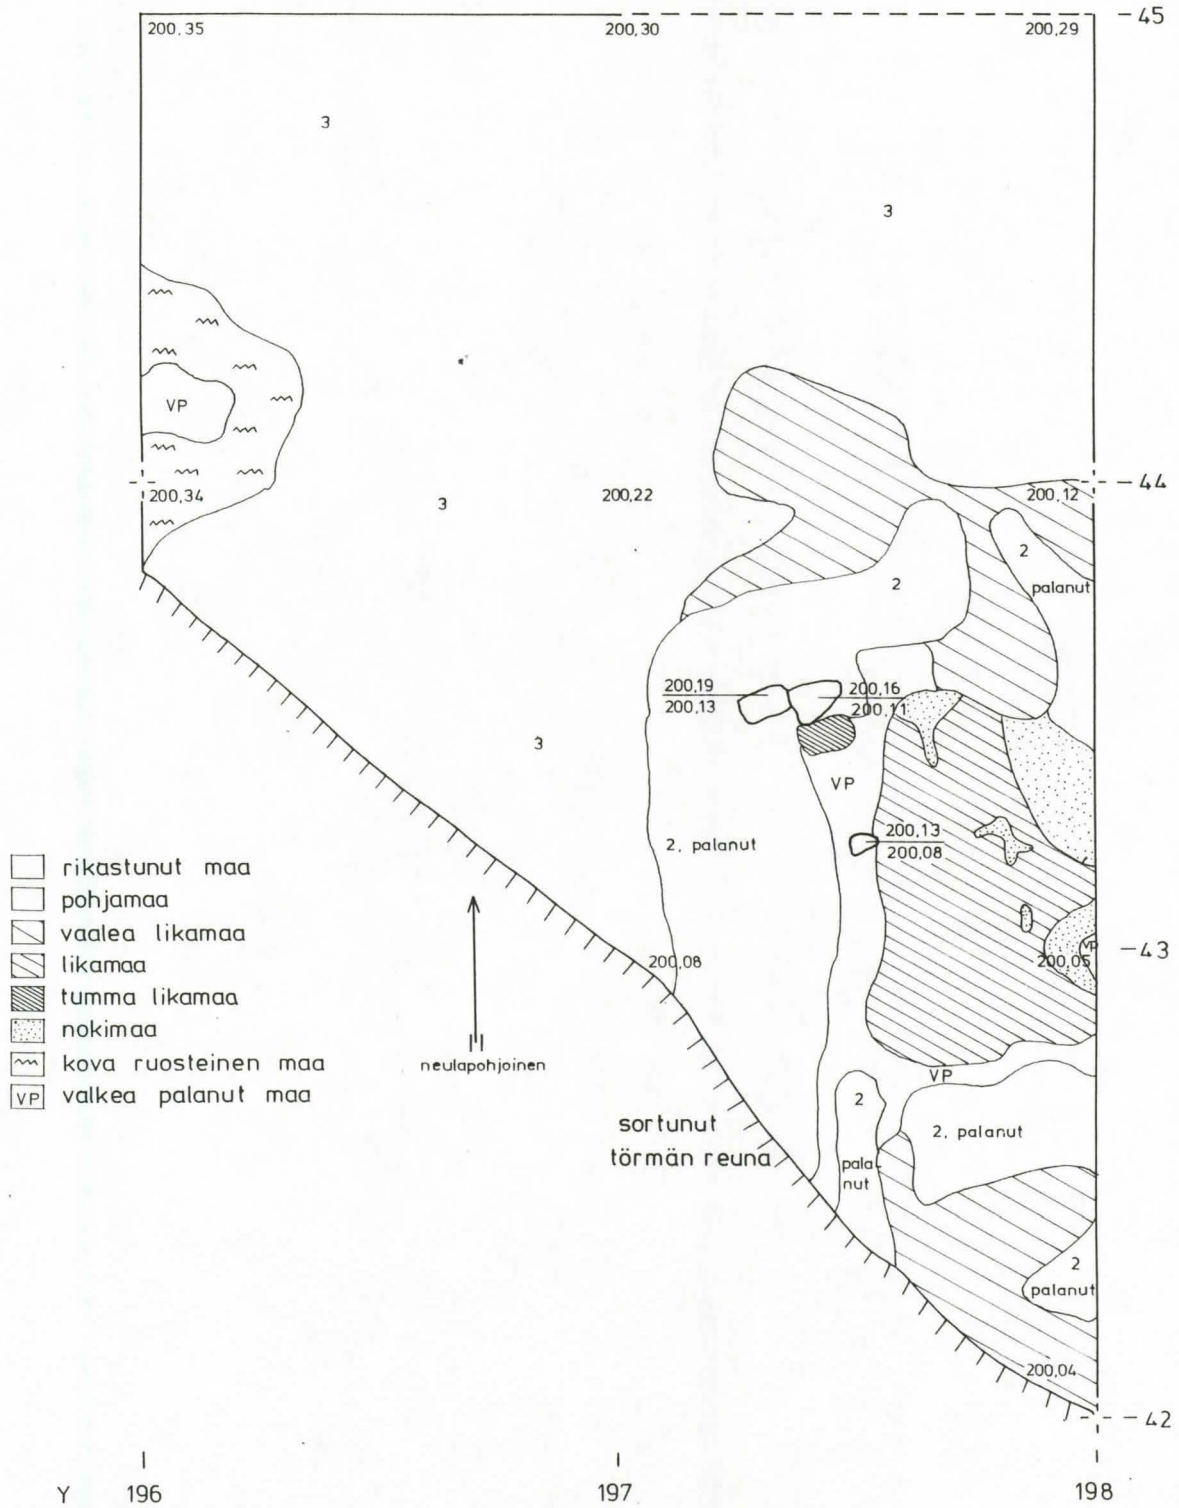 -45
200,35 200,30 200,29
3
3
VP
-44
200,34 3 200,22 200,12
2
palanut
2
200,19 200,16
200,13 200,11
3
VP
200,13
200,08
2, palanut
rikastunut maa
pohjamaa
vaalea likamaa
likamaa
tumma likamaa
nokimaa
kova ruosteinen maa
VP valkea palanut maa
VP
-43
200,08 200,05
neulapohjoinen
VP
2
2, palanut
sortunut
törmän reuna
pala-
nut
2
palanut
200,04
-42
Y 196 197 198